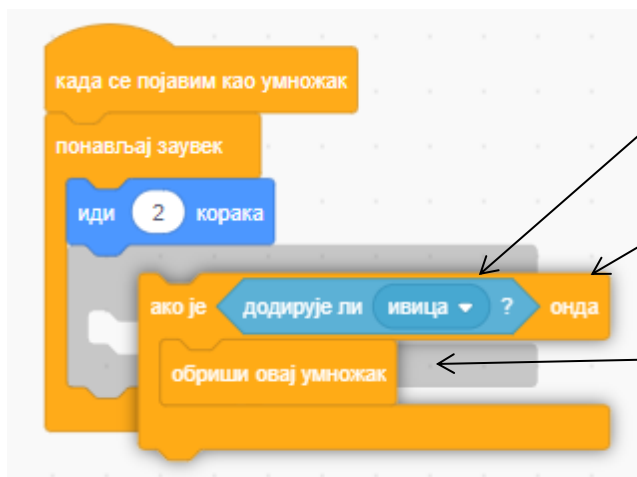 када се појавим као умножак
понављај заувек
иди 2 корака
ако је додирује ли ивица ? онда
обриши овај умножак